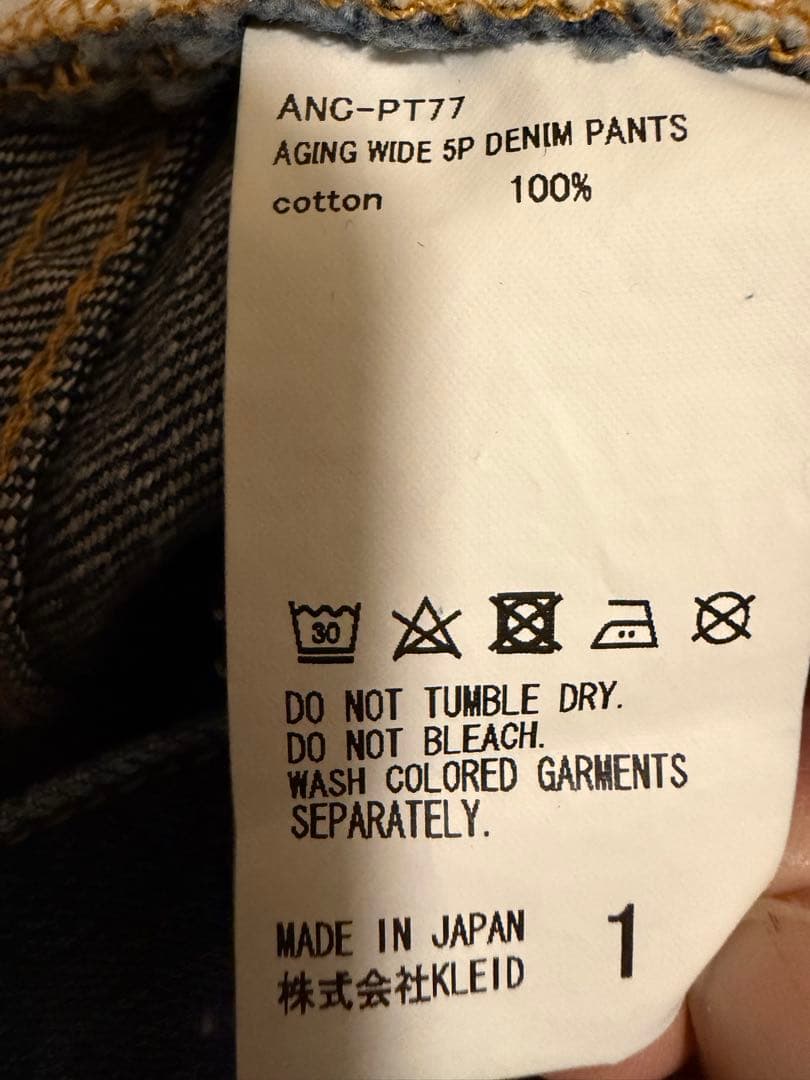 ANC-PT77
AGING WIDE 5P DENIM PANTS
cotton 100%
30
DO NOT TUMBLE DRY.
DO NOT BLEACH.
WASH COLORED GARMENTS
SEPARATELY.
MADE IN JAPAN 1
株式会社KLEID